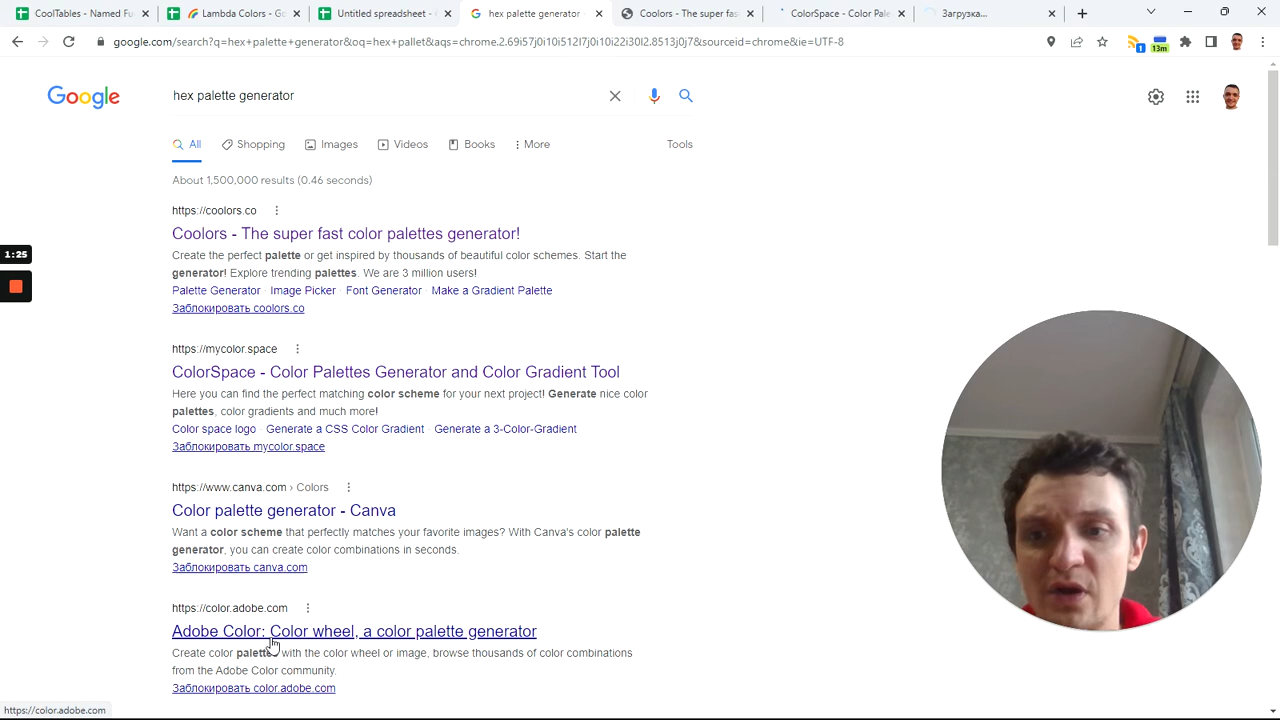 CoolTables - Named Fu
Lambda Colors - Go
Untitled spreadsheet -
hex palette generator -
Coolors - The super fast
ColorSpace - Color Pale
Загрузка...
google.com/search?q=hex+palette+generator&oq=hex+pallet&aqs=chrome.2.69i57j0i10i512l7j0i10i22i30l2.8513j0j7&sourceid=chrome&ie=UTF-8
1
13m
Google
hex palette generator
All
Shopping
Images
Videos
Books
More
Tools
About 1,500,000 results (0.46 seconds)
https://coolors.co
Coolors - The super fast color palettes generator!
1:25
Create the perfect palette or get inspired by thousands of beautiful color schemes. Start the
generator! Explore trending palettes. We are 3 million users!
Palette Generator · Image Picker · Font Generator · Make a Gradient Palette
Заблокировать coolors.co
https://mycolor.space
ColorSpace - Color Palettes Generator and Color Gradient Tool
Here you can find the perfect matching color scheme for your next project! Generate nice color
palettes, color gradients and much more!
Color space logo · Generate a CSS Color Gradient · Generate a 3-Color-Gradient
Заблокировать mycolor.space
https://www.canva.com › Colors
Color palette generator - Canva
Want a color scheme that perfectly matches your favorite images? With Canva's color palette
generator, you can create color combinations in seconds.
Заблокировать canva.com
https://color.adobe.com
Adobe Color: Color wheel, a color palette generator
Create color palettes with the color wheel or image, browse thousands of color combinations
from the Adobe Color community.
Заблокировать color.adobe.com
https://color.adobe.com